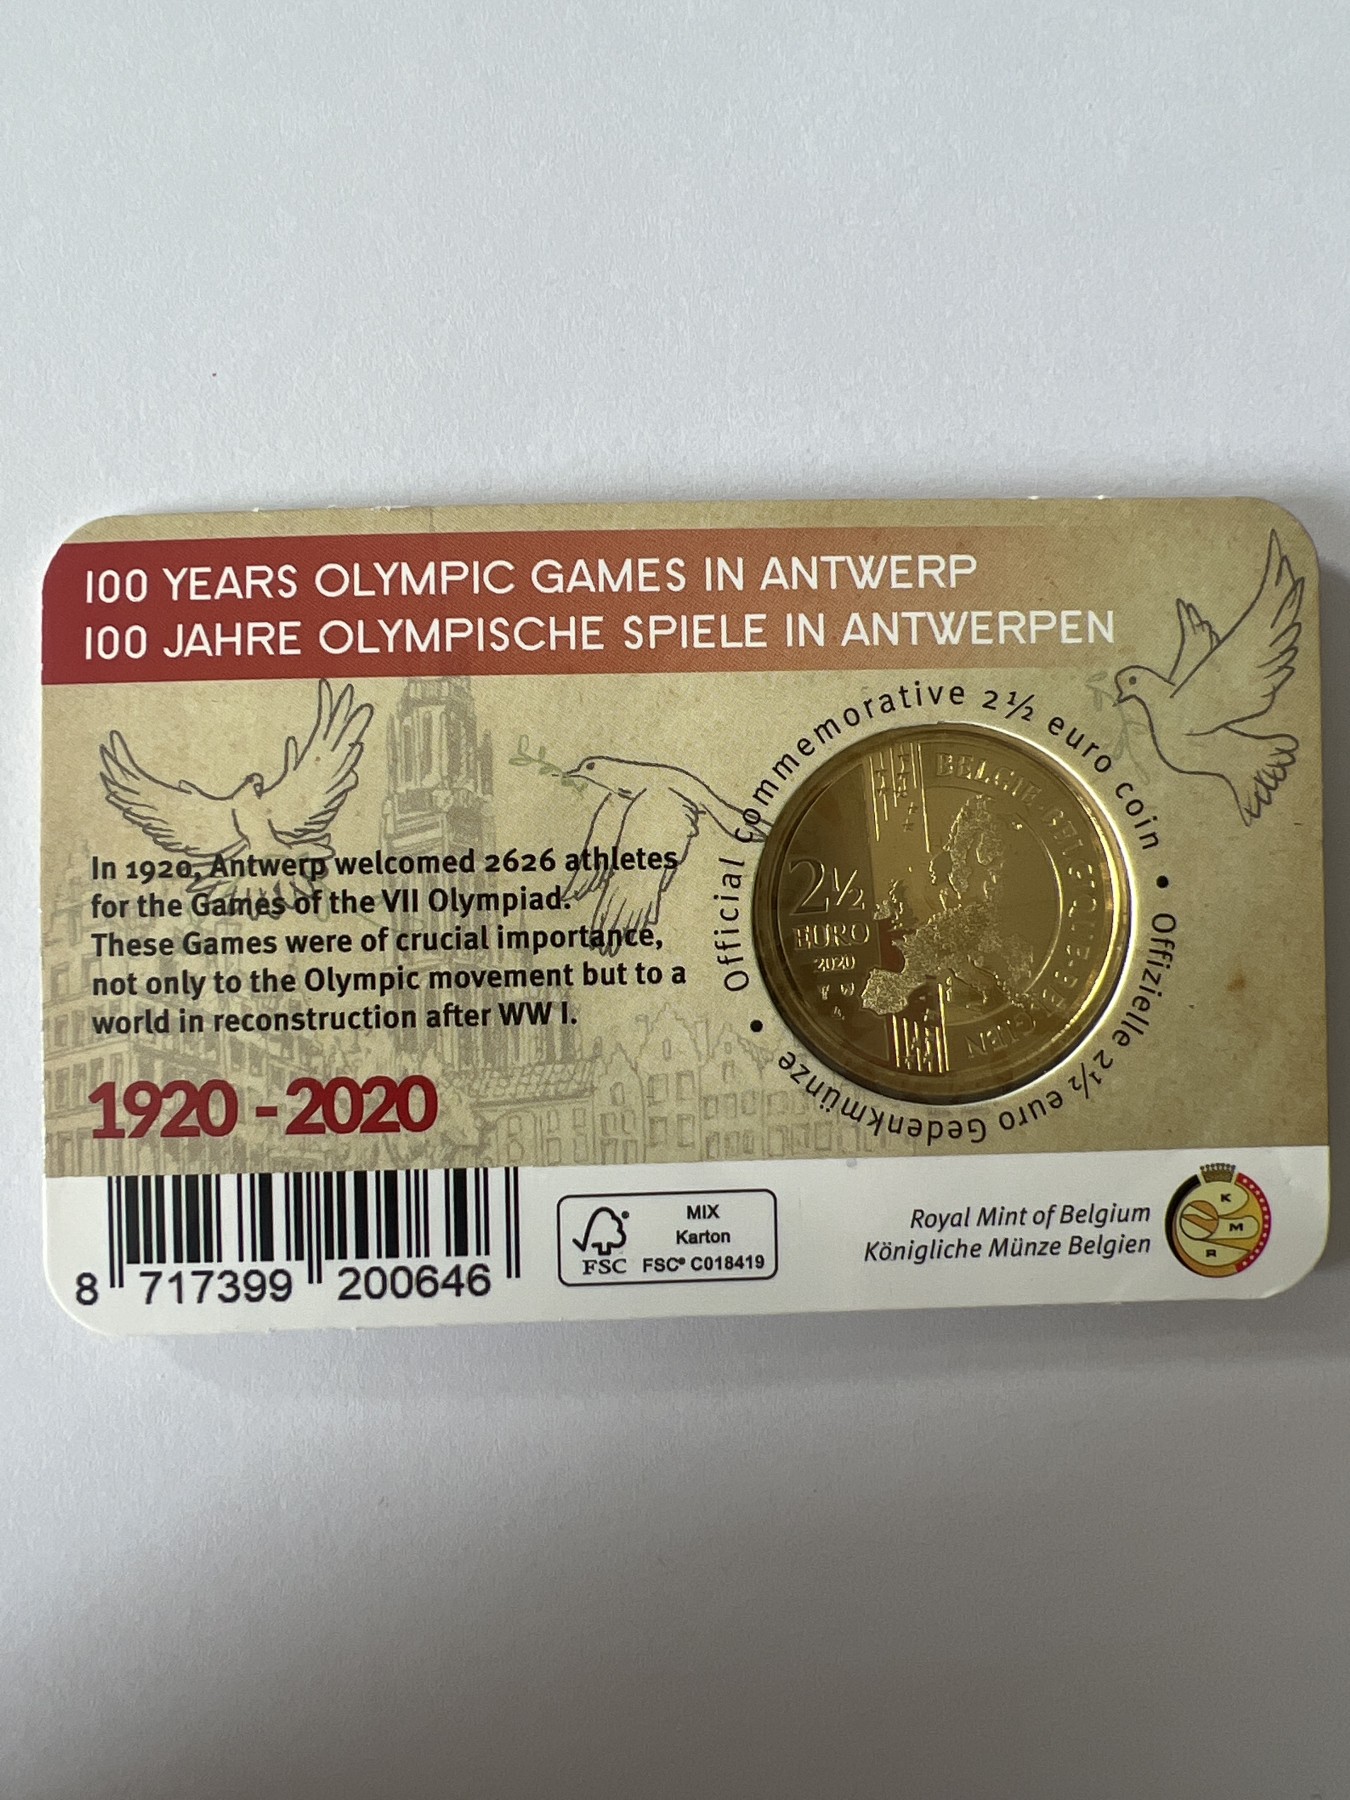 100 YEARS OLYMPIC GAMES IN ANTWERP
100 JAHRE OLYMPISCHE SPIELE IN ANTWERPEN
Official commemorative 2½ euro coin • Offizielle 2½ euro Gedenkmünze •
BELGIE-BELGIQUE-BELGIEN
2½
EURO
2020
In 1920, Antwerp welcomed 2626 athletes
for the Games of the VII Olympiad.
These Games were of crucial importance,
not only to the Olympic movement but to a
world in reconstruction after WW I.
1920 - 2020
8 717399 200646
FSC
MIX
Karton
FSC® C018419
Royal Mint of Belgium
Königliche Münze Belgien
K
M
R